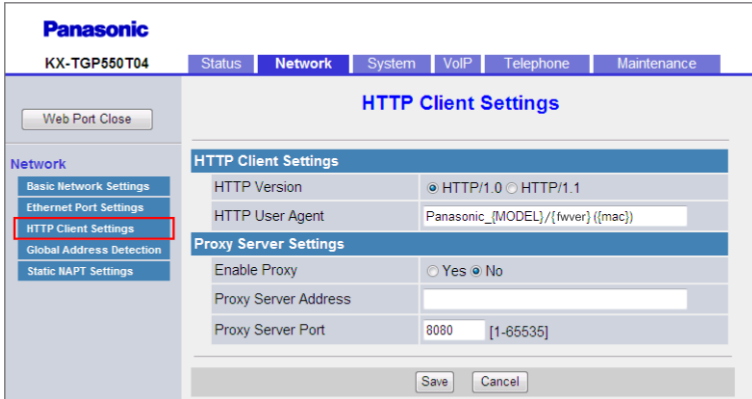 Panasonic
KX-TGP550T04
Status Network System VoIP Telephone Maintenance
Web Port Close
HTTP Client Settings
Network
Basic Network Settings
Ethernet Port Settings
HTTP Client Settings
Global Address Detection
Static NAPT Settings
HTTP Client Settings
HTTP Version HTTP/1.0 HTTP/1.1
HTTP User Agent Panasonic_{MODEL}/{fwver} ({mac})
Proxy Server Settings
Enable Proxy Yes No
Proxy Server Address
Proxy Server Port 8080 [1-65535]
Save Cancel